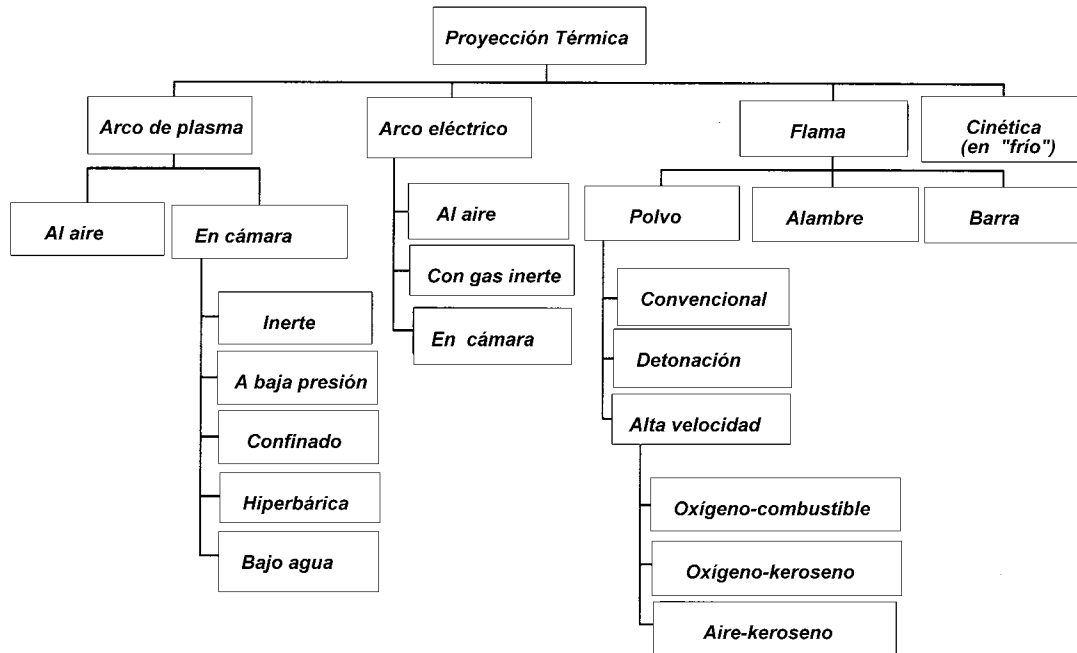 Proyección Térmica
Arco de plasma
Arco eléctrico
Flama
Cinética
(en "frío")
Al aire
En cámara
Al aire
Con gas inerte
En cámara
Polvo
Alambre
Barra
Inerte
A baja presión
Confinado
Hiperbárica
Bajo agua
Convencional
Detonación
Alta velocidad
Oxígeno-combustible
Oxígeno-keroseno
Aire-keroseno